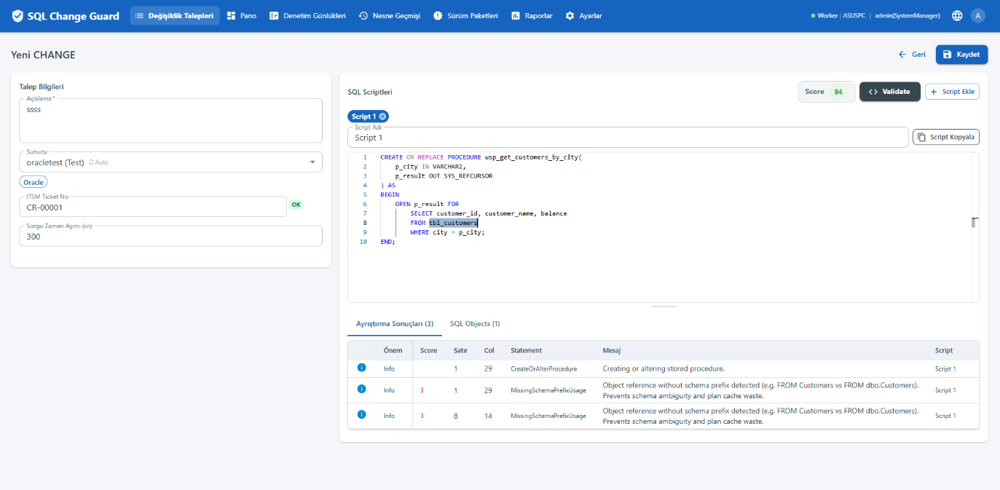 SQL Change Guard
Değişiklik Talepleri
Pano
Denetim Günlükleri
Nesne Geçmişi
Sürüm Paketleri
Raporlar
Ayarlar
Worker | ASUSPC | admin(SystemManager)
A
Yeni CHANGE
Geri
Kaydet
Talep Bilgileri
Açıklama *
ssss
Sunucu
oracletest (Test) Auto
Oracle
ITSM Ticket No
CR-00001
OK
Sorgu Zaman Aşımı (sn)
300
SQL Scriptleri
Score 94
<> Validate
+ Script Ekle
Script 1
Script Adı
Script 1
Script Kopyala
1 CREATE OR REPLACE PROCEDURE usp_get_customers_by_city(
2 p_city IN VARCHAR2,
3 p_result OUT SYS_REFCURSOR
4 ) AS
5 BEGIN
6 OPEN p_result FOR
7 SELECT customer_id, customer_name, balance
8 FROM tbl_customers
9 WHERE city = p_city;
10 END;
Ayrıştırma Sonuçları (3)
SQL Objects (1)
Önem Score Satır Col Statement Mesaj Script
Info 1 29 CreateOrAlterProcedure Creating or altering stored procedure. Script 1
Info 3 1 29 MissingSchemaPrefixUsage Object reference without schema prefix detected (e.g. FROM Customers vs FROM dbo.Customers). Script 1
Prevents schema ambiguity and plan cache waste.
Info 3 8 14 MissingSchemaPrefixUsage Object reference without schema prefix detected (e.g. FROM Customers vs FROM dbo.Customers). Script 1
Prevents schema ambiguity and plan cache waste.